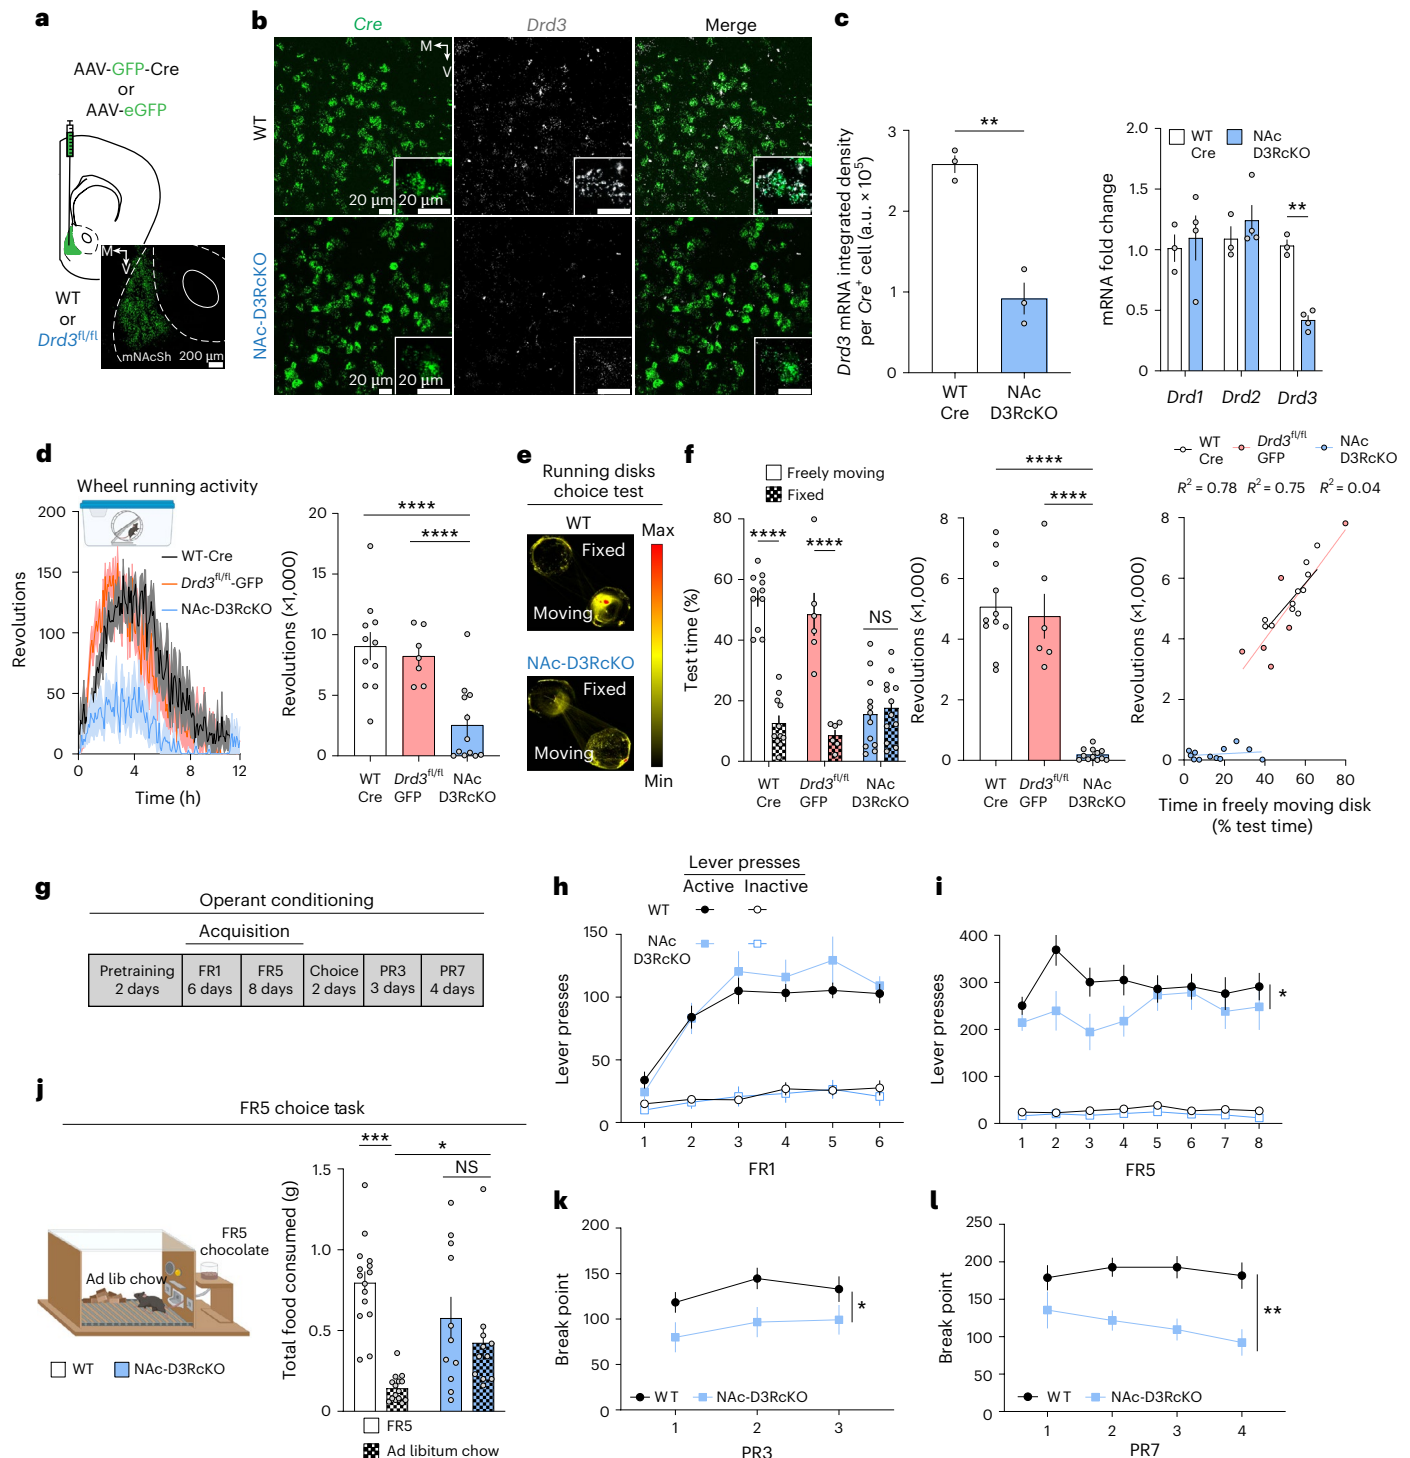 a
AAV-GFP-Cre
or
AAV-eGFP
M
V
WT
or
Drd3fl/fl
mNAcSh
200 µm
b
Cre
Drd3
Merge
M
V
WT
20 µm
20 µm
NAc-D3RcKO
20 µm
20 µm
c
Drd3 mRNA integrated density
per Cre+ cell (a.u. × 10⁵)
3
2
1
0
**
WT
Cre
NAc
D3RcKO
mRNA fold change
2.0
1.5
1.0
0.5
0
WT
Cre
NAc
D3RcKO
**
Drd1
Drd2
Drd3
d
Wheel running activity
Revolutions
200
150
100
50
0
WT-Cre
Drd3fl/fl-GFP
NAc-D3RcKO
0
4
8
12
Time (h)
Revolutions (×1,000)
20
15
10
5
0
****
****
WT
Cre
Drd3fl/fl
GFP
NAc
D3RcKO
e
Running disks
choice test
WT
Fixed
Moving
NAc-D3RcKO
Fixed
Moving
Max
Min
f
Freely moving
Fixed
Test time (%)
80
60
40
20
0
****
****
NS
WT
Cre
Drd3fl/fl
GFP
NAc
D3RcKO
Revolutions (×1,000)
8
6
4
2
0
****
****
WT
Cre
Drd3fl/fl
GFP
NAc
D3RcKO
WT
Cre
Drd3fl/fl
GFP
NAc
D3RcKO
R² = 0.78
R² = 0.75
R² = 0.04
Revolutions (×1,000)
8
6
4
2
0
0
20
40
60
80
Time in freely moving disk
(% test time)
g
Operant conditioning
Acquisition
Pretraining
2 days
FR1
6 days
FR5
8 days
Choice
2 days
PR3
3 days
PR7
4 days
h
Lever presses
Active
Inactive
WT
NAc
D3RcKO
Lever presses
150
100
50
0
1
2
3
4
5
6
FR1
i
Lever presses
400
300
200
100
0
*
1
2
3
4
5
6
7
8
FR5
j
FR5 choice task
FR5
chocolate
Ad lib chow
WT
NAc-D3RcKO
Total food consumed (g)
1.5
1.0
0.5
0
***
*
NS
FR5
Ad libitum chow
k
Break point
200
150
100
50
0
*
WT
NAc-D3RcKO
1
2
3
PR3
l
Break point
250
200
150
100
50
0
**
WT
NAc-D3RcKO
1
2
3
4
PR7